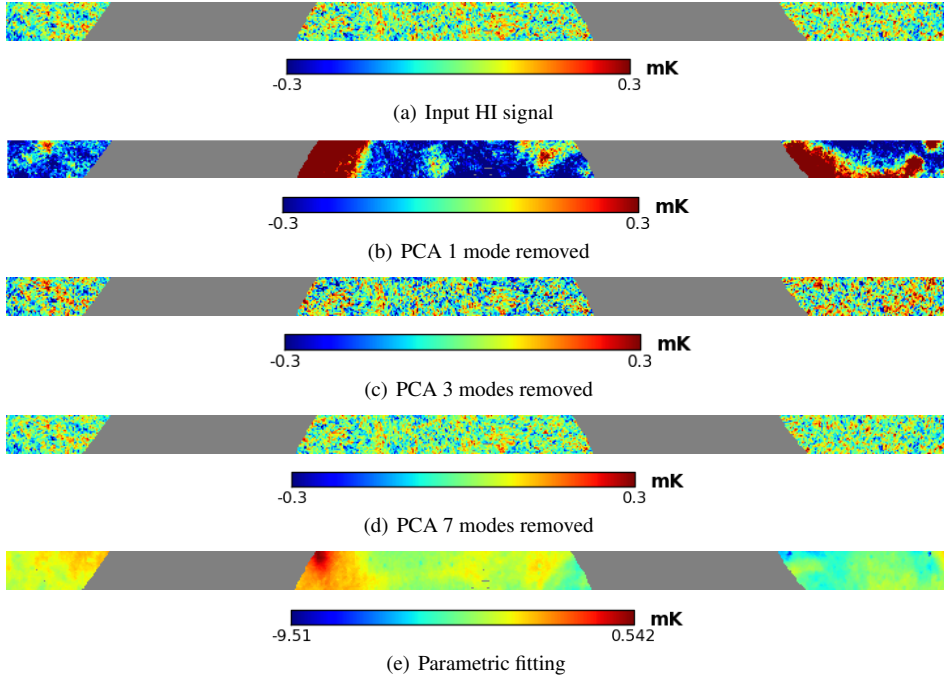 mK
-0.3 0.3
(a) Input HI signal
mK
-0.3 0.3
(b) PCA 1 mode removed
mK
-0.3 0.3
(c) PCA 3 modes removed
mK
-0.3 0.3
(d) PCA 7 modes removed
mK
-9.51 0.542
(e) Parametric fitting